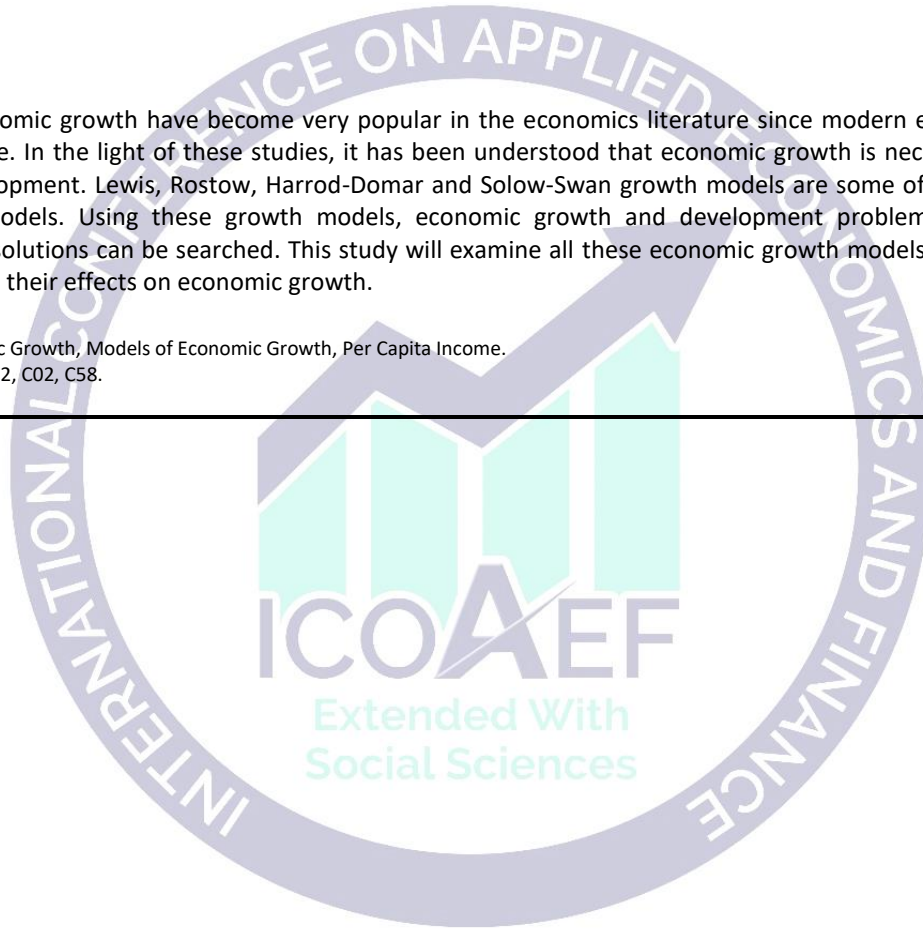 INTERNATIONAL CONFERENCE ON APPLIED ECONOMICS AND FINANCE
omic growth have become very popular in the economics literature since modern e
e. In the light of these studies, it has been understood that economic growth is nec
opment. Lewis, Rostow, Harrod-Domar and Solow-Swan growth models are some of
odels. Using these growth models, economic growth and development problem
solutions can be searched. This study will examine all these economic growth models
their effects on economic growth.
c Growth, Models of Economic Growth, Per Capita Income.
2, C02, C58.
ICOAEF
Extended With
Social Sciences